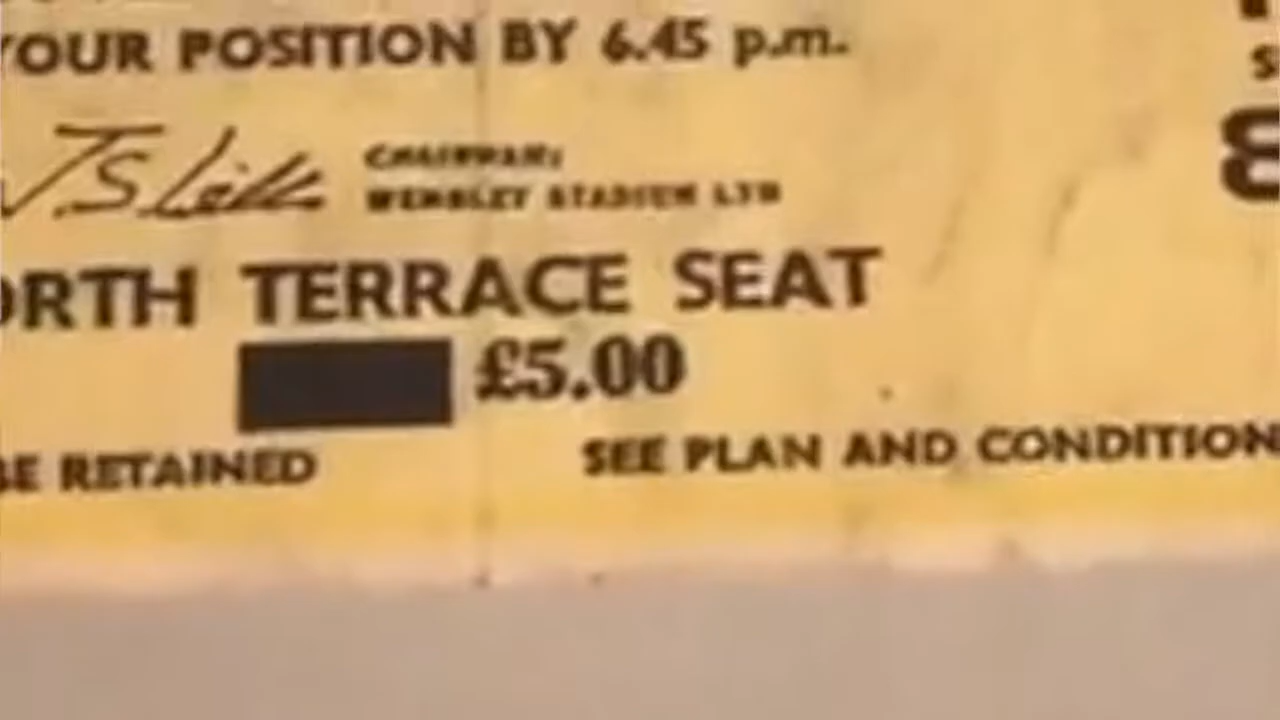 YOUR POSITION BY 6.45 p.m.
CHAIRMAN:
WEMBLEY STADIUM LTD
ORTH TERRACE SEAT
£5.00
BE RETAINED
SEE PLAN AND CONDITION
8